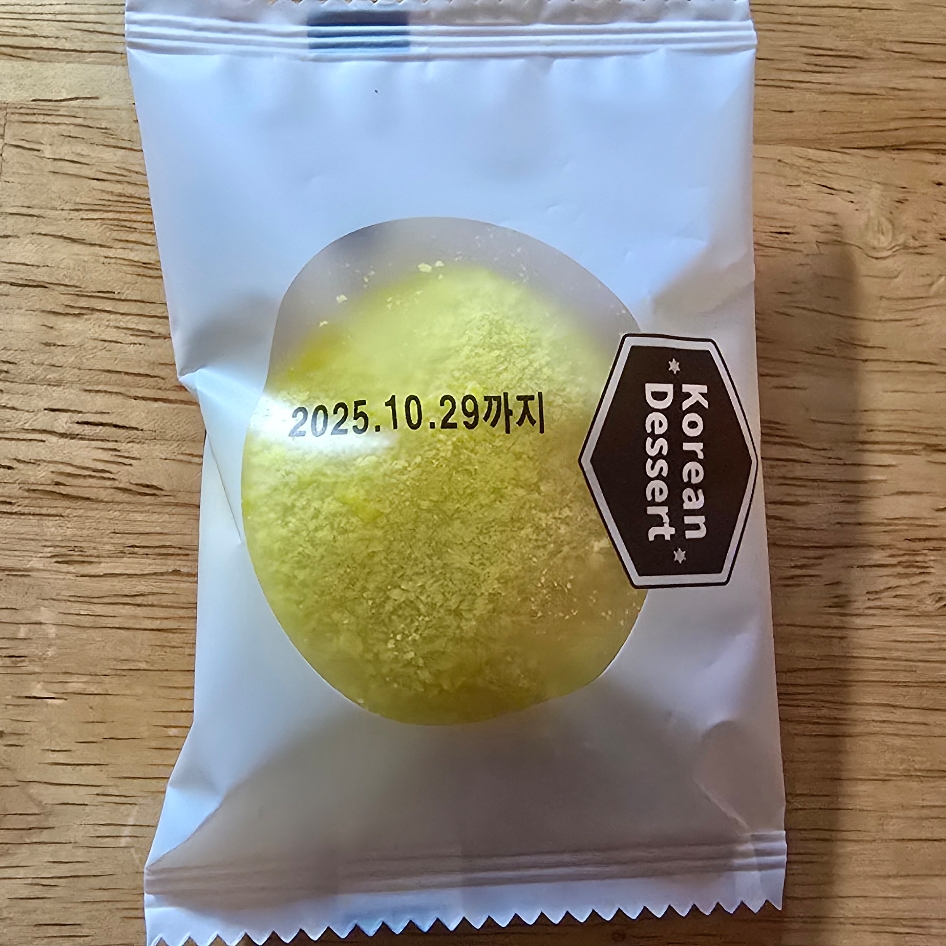 2025.10.29까지
Korean
Dessert